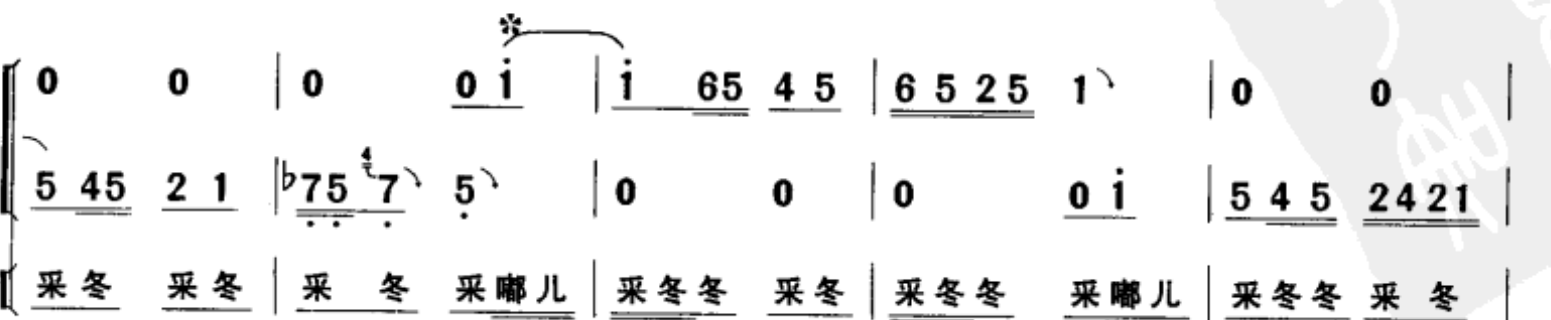 0 0 | 0 0 i̇ | i̇ 65 4 5 | 6 5 2 5 1 | 0 0 |
5 45 2 1 | ♭7̣5̣ ⁴7̣ 5̣ | 0 0 | 0 0 i̇ | 5 4 5 2421 |
采冬 采冬 | 采 冬 采嘟儿 | 采冬冬 采冬 | 采冬冬 采嘟儿 | 采冬冬 采 冬 |